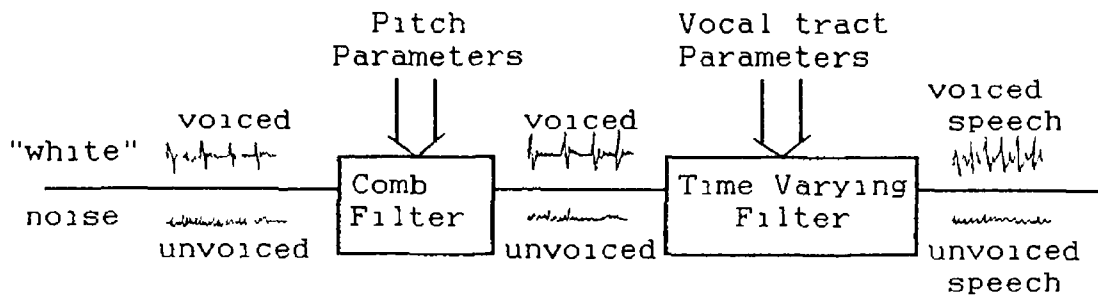 Pitch
Parameters
Vocal tract
Parameters
"white"
noise
voiced
unvoiced
Comb
Filter
voiced
unvoiced
Time Varying
Filter
voiced
speech
unvoiced
speech